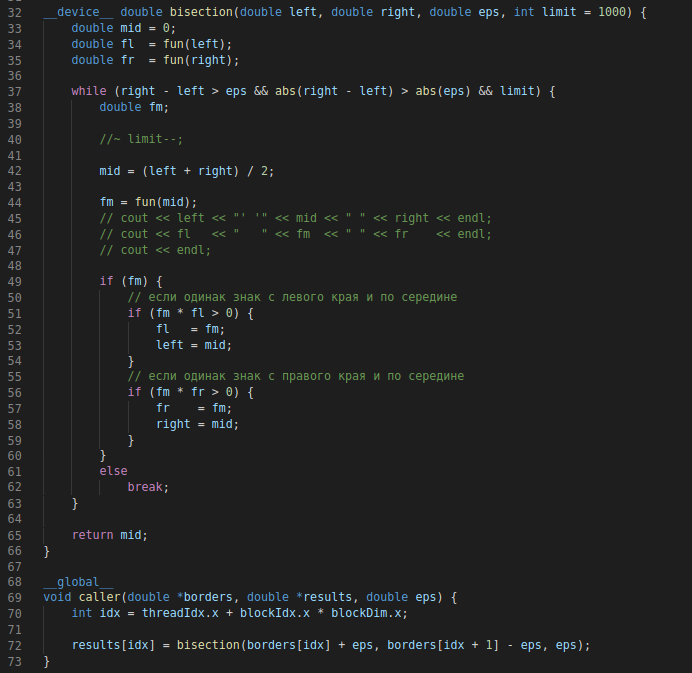 32 __device__ double bisection(double left, double right, double eps, int limit = 1000) {
33     double mid = 0;
34     double fl  = fun(left);
35     double fr  = fun(right);
36
37     while (right - left > eps && abs(right - left) > abs(eps) && limit) {
38         double fm;
39
40         //~ limit--;
41
42         mid = (left + right) / 2;
43
44         fm = fun(mid);
45         // cout << left << "' '" << mid << " " << right << endl;
46         // cout << fl   << "   " << fm  << " " << fr    << endl;
47         // cout << endl;
48
49         if (fm) {
50             // если одинак знак с левого края и по середине
51             if (fm * fl > 0) {
52                 fl   = fm;
53                 left = mid;
54             }
55             // если одинак знак с правого края и по середине
56             if (fm * fr > 0) {
57                 fr    = fm;
58                 right = mid;
59             }
60         }
61         else
62             break;
63     }
64
65     return mid;
66 }
67
68 __global__
69 void caller(double *borders, double *results, double eps) {
70     int idx = threadIdx.x + blockIdx.x * blockDim.x;
71
72     results[idx] = bisection(borders[idx] + eps, borders[idx + 1] - eps, eps);
73 }